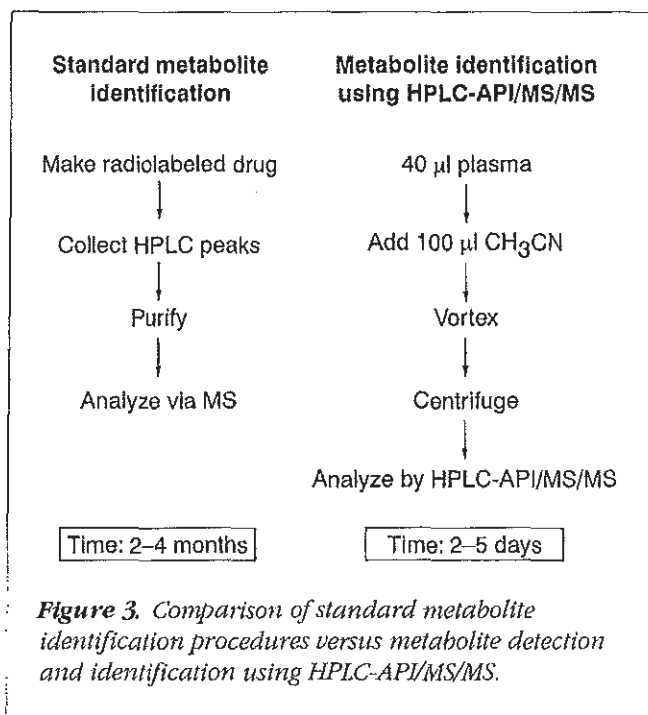 Standard metabolite
identification
Make radiolabeled drug
Collect HPLC peaks
Purify
Analyze via MS
Time: 2–4 months
Metabolite identification
using HPLC-API/MS/MS
40 µl plasma
Add 100 µl CH₃CN
Vortex
Centrifuge
Analyze by HPLC-API/MS/MS
Time: 2–5 days
Figure 3. Comparison of standard metabolite
identification procedures versus metabolite detection
and identification using HPLC-API/MS/MS.